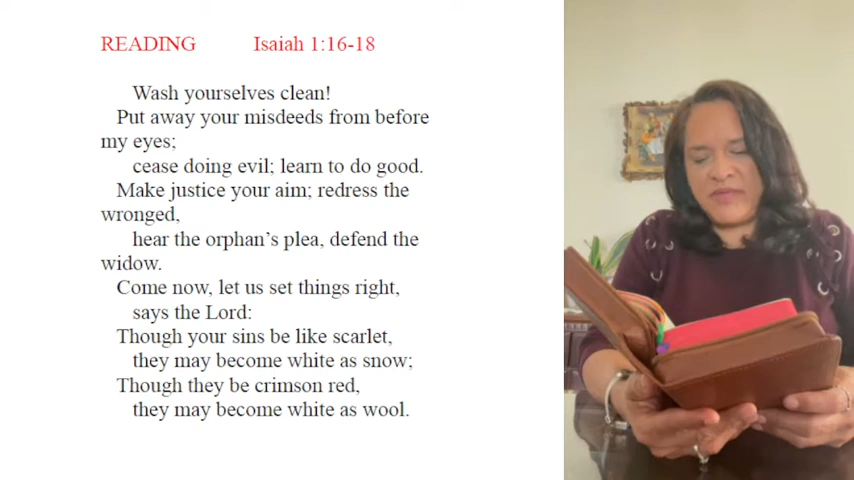 READING Isaiah 1:16-18
Wash yourselves clean!
Put away your misdeeds from before
my eyes;
cease doing evil; learn to do good.
Make justice your aim; redress the
wronged,
hear the orphan's plea, defend the
widow.
Come now, let us set things right,
says the Lord:
Though your sins be like scarlet,
they may become white as snow;
Though they be crimson red,
they may become white as wool.